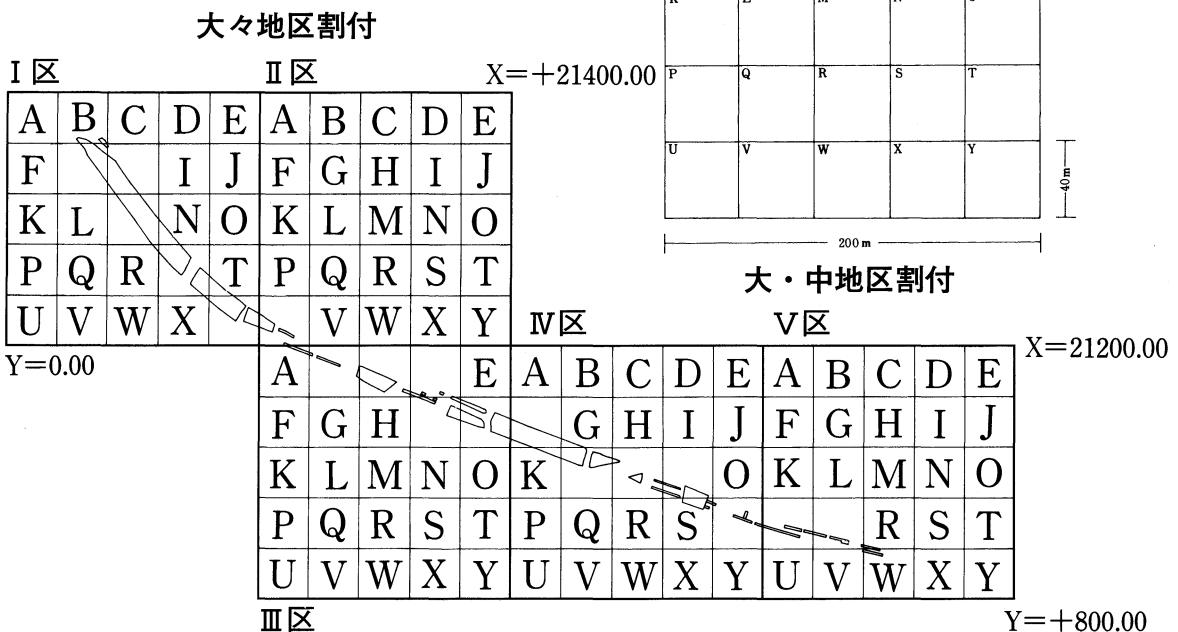 大々地区割付
Ⅰ区 Ⅱ区 X=+21400.00
A B C D E A B C D E
F I J F G H I J
K L N O K L M N O
P Q R T P Q R S T
U V W X V W X Y
Y=0.00
P Q R S T
U V W X Y
40m
200m
大・中地区割付
Ⅳ区 Ⅴ区
X=21200.00
A E A B C D E A B C D E
F G H G H I J F G H I J
K L M N O K O K L M N O
P Q R S T P Q R S R S T
U V W X Y U V W X Y U V W X Y
Ⅲ区 Y=+800.00